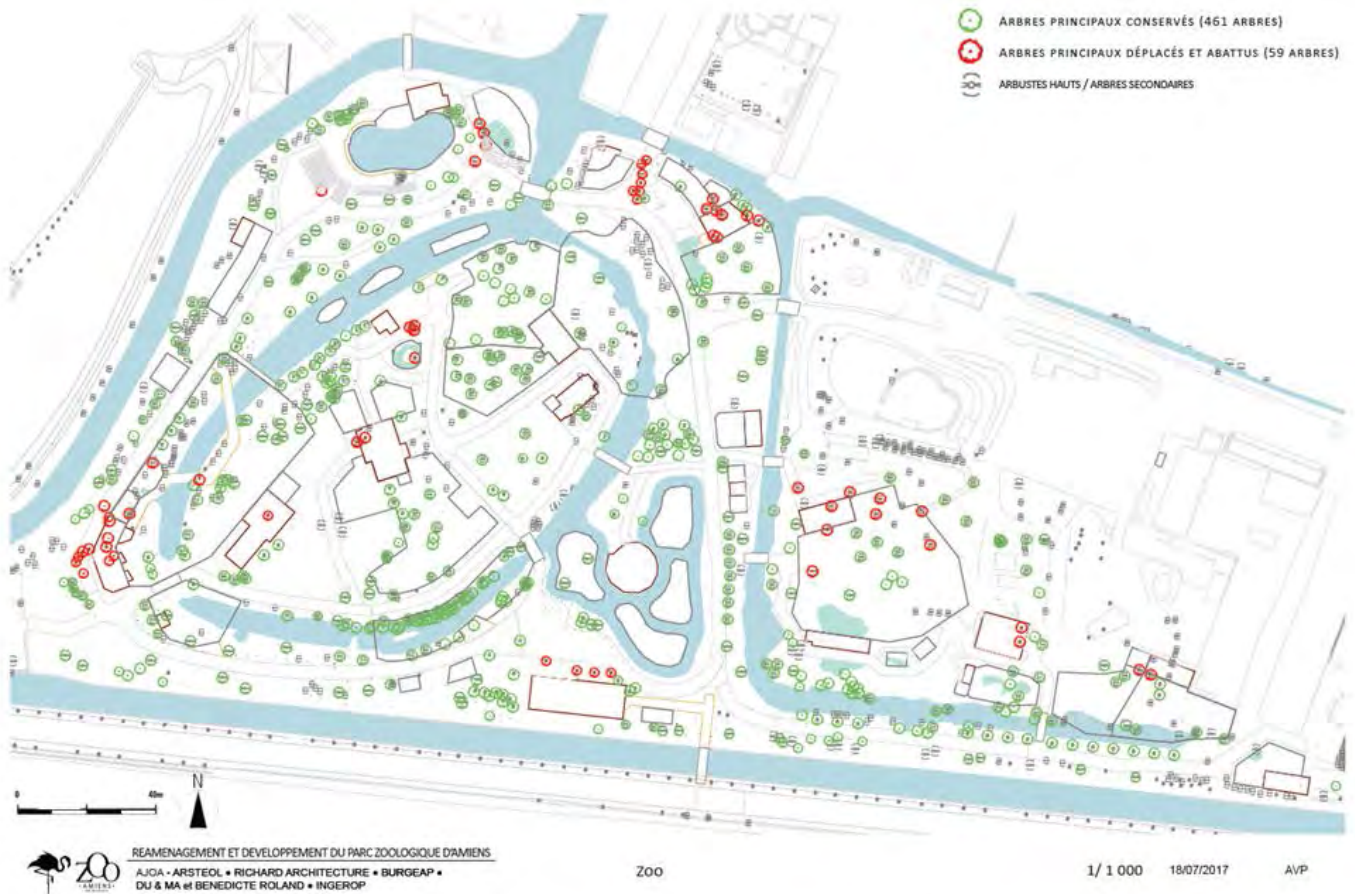 ARBRES PRINCIPAUX CONSERVÉS (461 ARBRES)
ARBRES PRINCIPAUX DÉPLACÉS ET ABATTUS (59 ARBRES)
ARBUSTES HAUTS / ARBRES SECONDAIRES
N
0 40m
REAMENAGEMENT ET DEVELOPPEMENT DU PARC ZOOLOGIQUE D'AMIENS
ZOO
AMIENS
AJOA • ARSTEOL • RICHARD ARCHITECTURE • BURGEAP •
DU & MA et BENEDICTE ROLAND • INGEROP
Zoo
1/ 1 000 18/07/2017 AVP